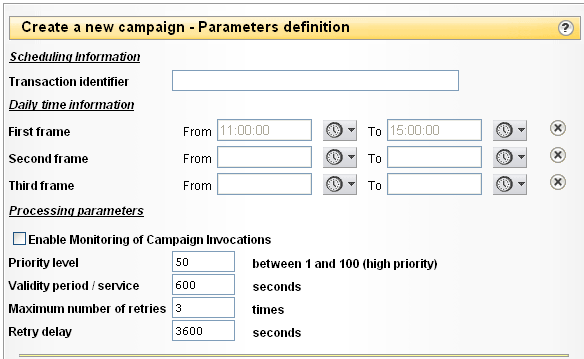 Create a new campaign - Parameters definition ?
Scheduling Information
Transaction identifier
Daily time information
First frame From 11:00:00 To 15:00:00
Second frame From To
Third frame From To
Processing parameters
Enable Monitoring of Campaign Invocations
Priority level 50 between 1 and 100 (high priority)
Validity period / service 600 seconds
Maximum number of retries 3 times
Retry delay 3600 seconds